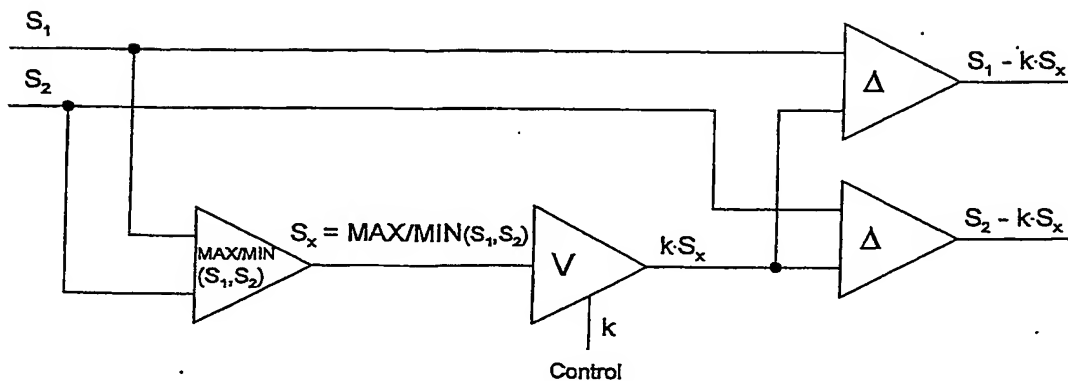 S₁
S₂
Δ
S₁ - k·Sₓ
MAX/MIN
(S₁,S₂)
Sₓ = MAX/MIN(S₁,S₂)
V
k·Sₓ
Δ
S₂ - k·Sₓ
k
Control